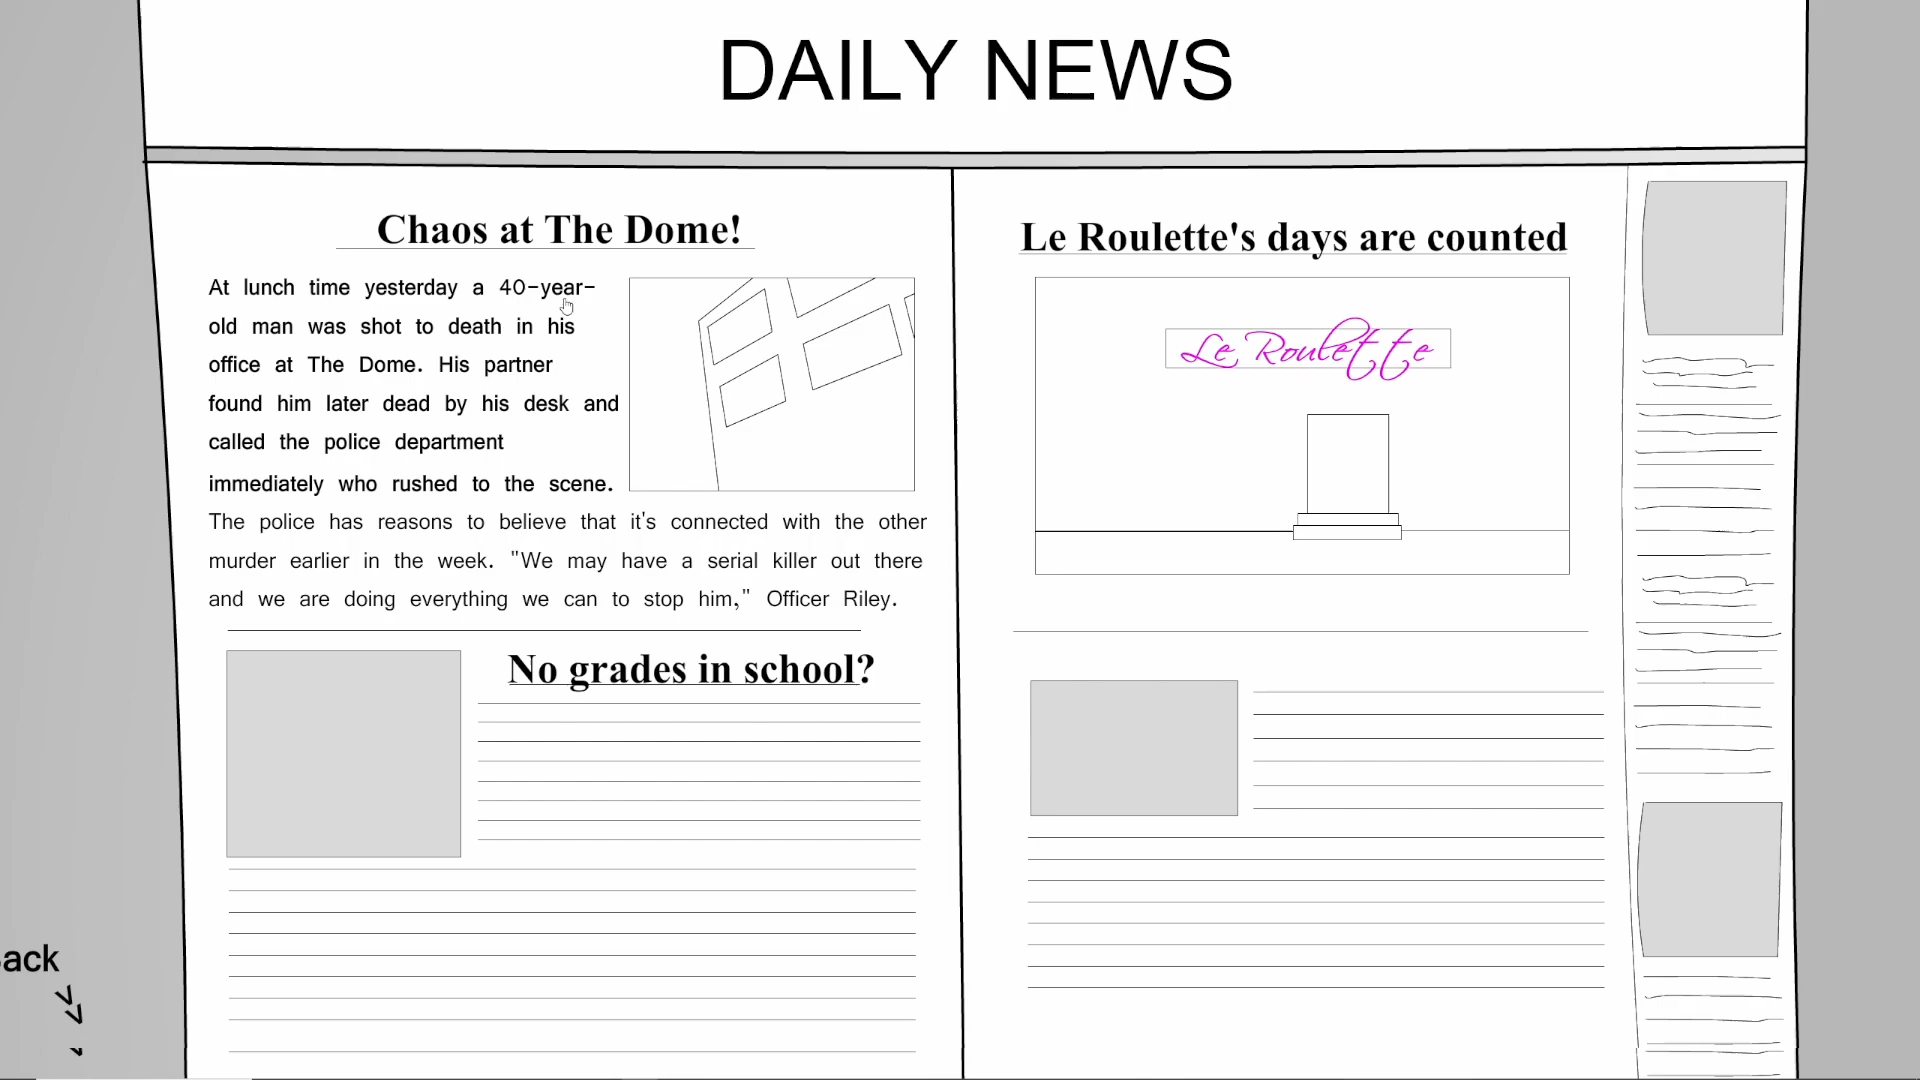 DAILY NEWS
Chaos at The Dome!
At lunch time yesterday a 40-year-
old man was shot to death in his
office at The Dome. His partner
found him later dead by his desk and
called the police department
immediately who rushed to the scene.
The police has reasons to believe that it's connected with the other
murder earlier in the week. "We may have a serial killer out there
and we are doing everything we can to stop him," Officer Riley.
No grades in school?
Le Roulette's days are counted
Le Roulette
ack